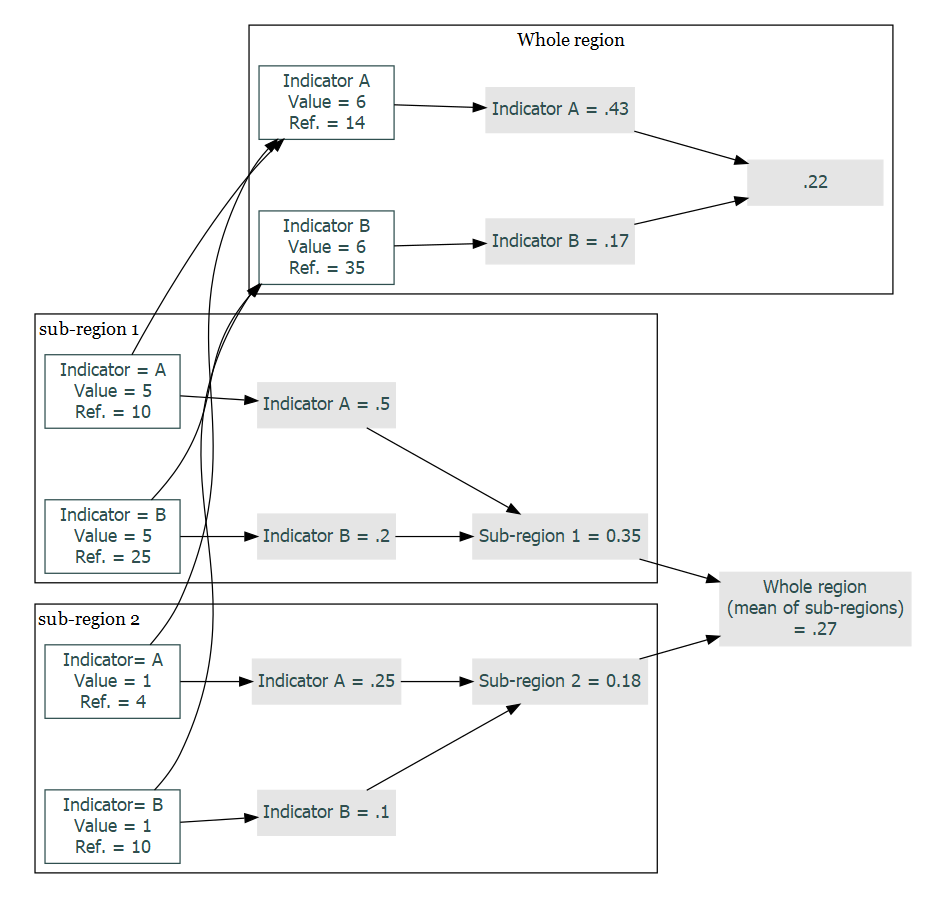 Whole region
Indicator A
Value = 6
Ref. = 14
Indicator A = .43
.22
Indicator B
Value = 6
Ref. = 35
Indicator B = .17
sub-region 1
Indicator = A
Value = 5
Ref. = 10
Indicator A = .5
Indicator = B
Value = 5
Ref. = 25
Indicator B = .2
Sub-region 1 = 0.35
Whole region
(mean of sub-regions)
= .27
sub-region 2
Indicator= A
Value = 1
Ref. = 4
Indicator A = .25
Sub-region 2 = 0.18
Indicator= B
Value = 1
Ref. = 10
Indicator B = .1